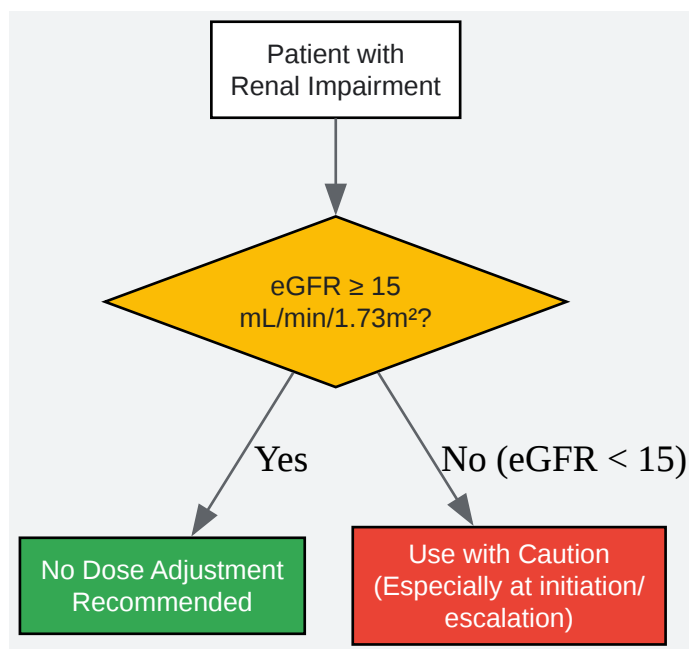 Patient with
Renal Impairment
eGFR ≥ 15
mL/min/1.73m²?
Yes
No (eGFR < 15)
No Dose Adjustment
Recommended
Use with Caution
(Especially at initiation/
escalation)